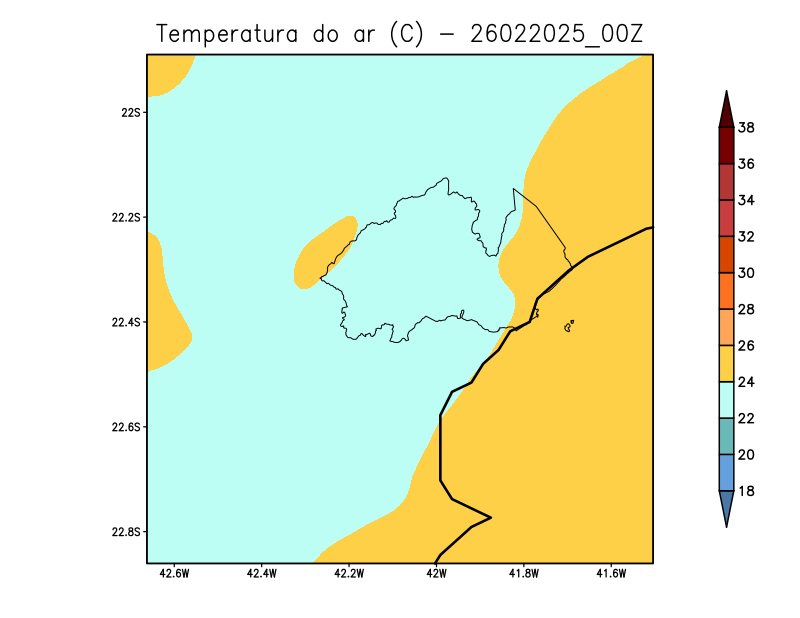 Temperatura do ar (C) - 26022025_00Z
22S
22.2S
22.4S
22.6S
22.8S
42.6W
42.4W
42.2W
42W
41.8W
41.6W
38
36
34
32
30
28
26
24
22
20
18